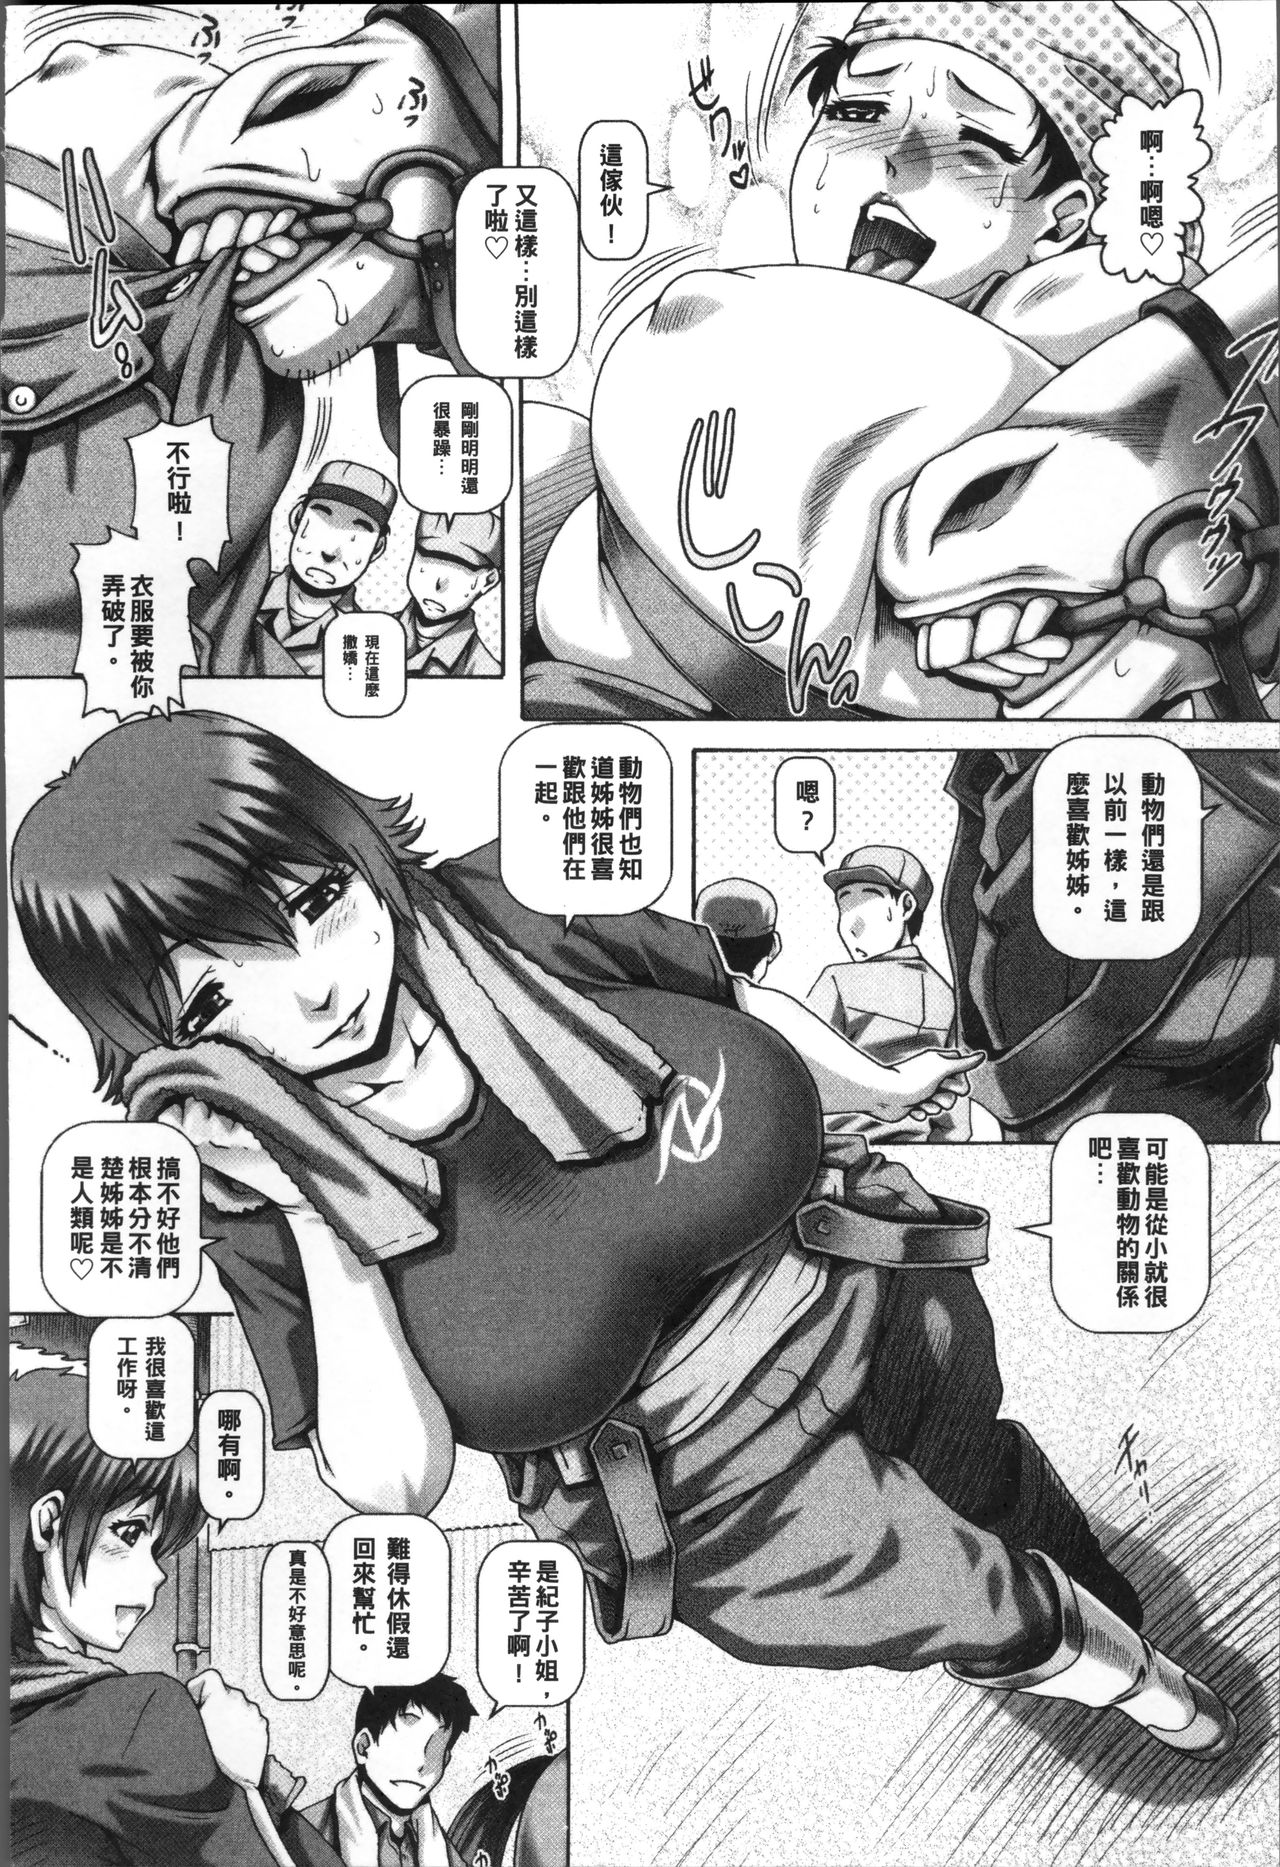 啊…啊嗯♡
這傢伙！
ゼクッ♡
又這樣…別這樣
了啦♡
剛剛明明還
很暴躁…
現在這麼
撒嬌…
不行啦！
衣服要被你
弄破了。
動物們還是跟
以前一樣，這
麼喜歡姊姊。
嗯？
動物們也知
道姊姊很喜
歡跟他們在
一起。
可能是從小就很
喜歡動物的關係
吧…
搞不好他們
根本分不清
楚姊姊是不
是人類呢♡
是紀子小姐，
辛苦了啊！
難得休假還
回來幫忙。
真是不好意思呢。
哪有啊。
我很喜歡這
工作呀。